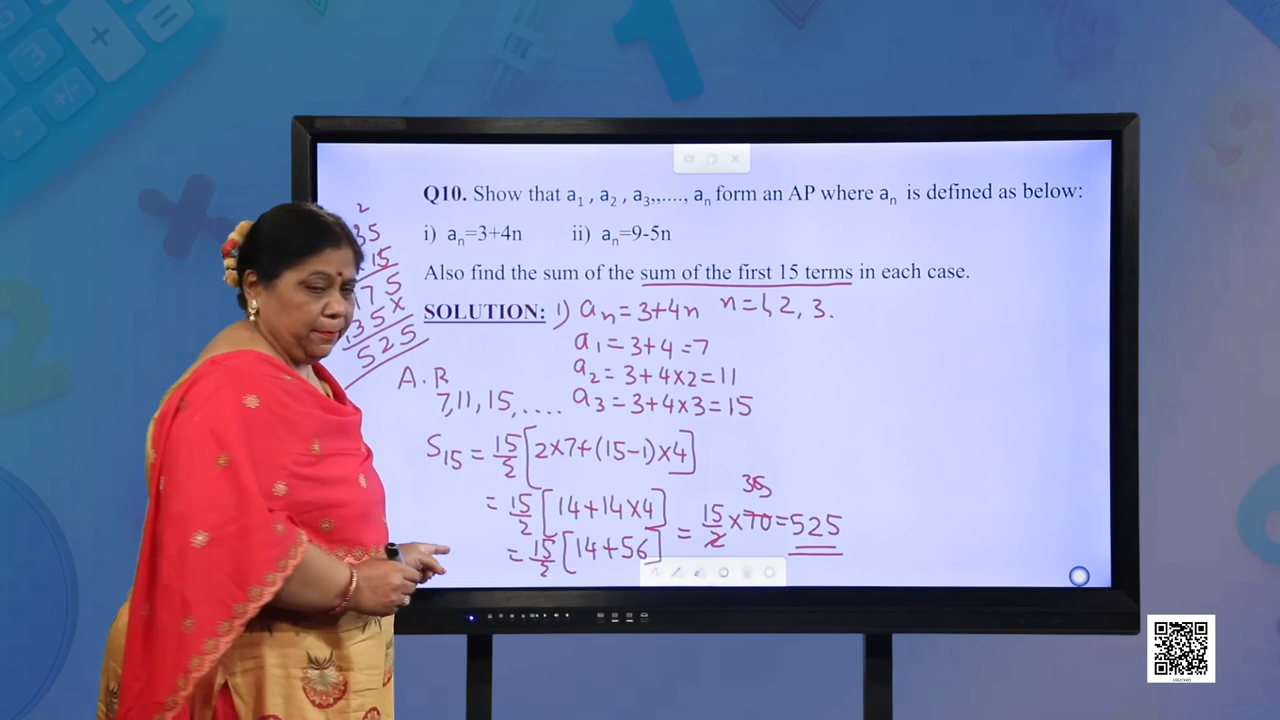 Q10. Show that a₁ , a₂ , a₃,,...., aₙ form an AP where aₙ is defined as below:
i) aₙ=3+4n ii) aₙ=9-5n
Also find the sum of the sum of the first 15 terms in each case.
SOLUTION: 1) aₙ = 3+4n n=1, 2, 3.
a₁ = 3+4 = 7
a₂ = 3+4×2 = 11
a₃ = 3+4×3 = 15
A.P.
7, 11, 15, ....
S₁₅ = 15/2 [2×7+(15-1)×4]
= 15/2 [14+14×4]
= 15/2 [14+56] = 15/2 × 70 = 525
35
2
35
15
75
35×
525